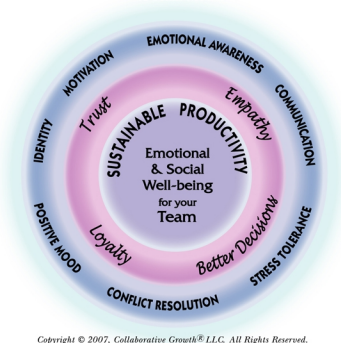 EMOTIONAL AWARENESS
COMMUNICATION
STRESS TOLERANCE
CONFLICT RESOLUTION
POSITIVE MOOD
IDENTITY
MOTIVATION
Trust
Empathy
Better Decisions
Loyalty
SUSTAINABLE PRODUCTIVITY
Emotional
& Social
Well-being
for your
Team
Copyright © 2007, Collaborative Growth® LLC. All Rights Reserved.